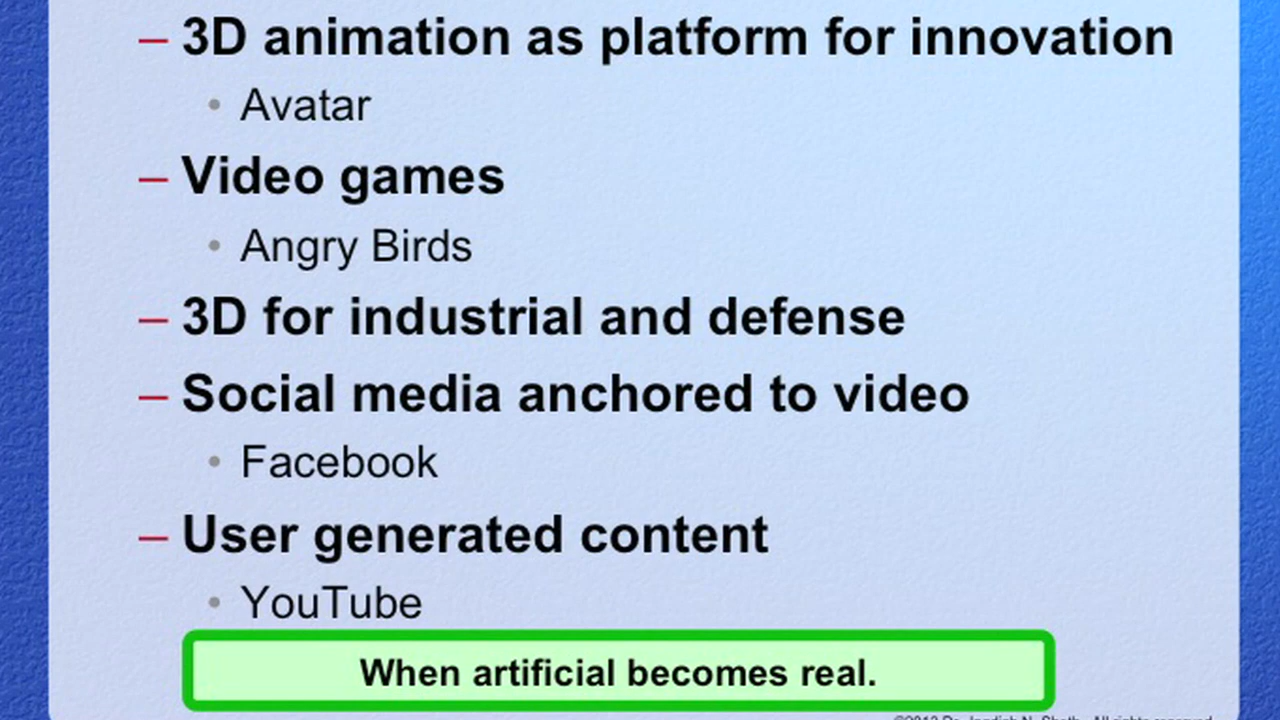 – 3D animation as platform for innovation
• Avatar
– Video games
• Angry Birds
– 3D for industrial and defense
– Social media anchored to video
• Facebook
– User generated content
• YouTube
When artificial becomes real.